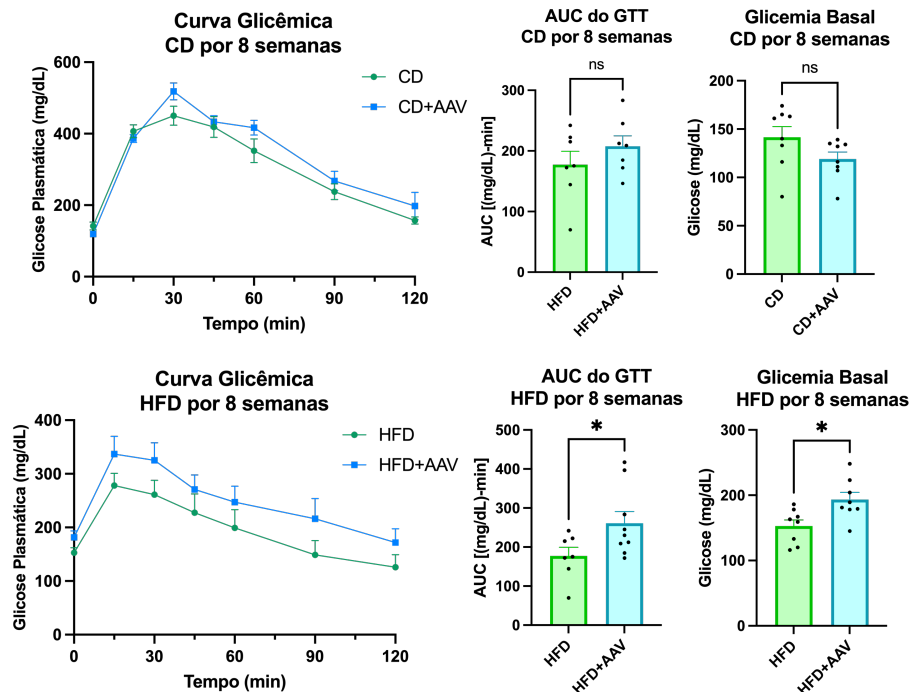 Curva Glicêmica
CD por 8 semanas
Glicose Plasmática (mg/dL)
600
400
200
0
0
30
60
90
120
Tempo (min)
CD
CD+AAV
AUC do GTT
CD por 8 semanas
AUC [(mg/dL)-min]
300
200
100
0
ns
HFD
HFD+AAV
Glicemia Basal
CD por 8 semanas
Glicose (mg/dL)
200
150
100
50
0
ns
CD
CD+AAV
Curva Glicêmica
HFD por 8 semanas
Glicose Plasmática (mg/dL)
400
300
200
100
0
0
30
60
90
120
Tempo (min)
HFD
HFD+AAV
AUC do GTT
HFD por 8 semanas
AUC [(mg/dL)-min]
500
400
300
200
100
0
*
HFD
HFD+AAV
Glicemia Basal
HFD por 8 semanas
Glicose (mg/dL)
300
200
100
0
*
HFD
HFD+AAV